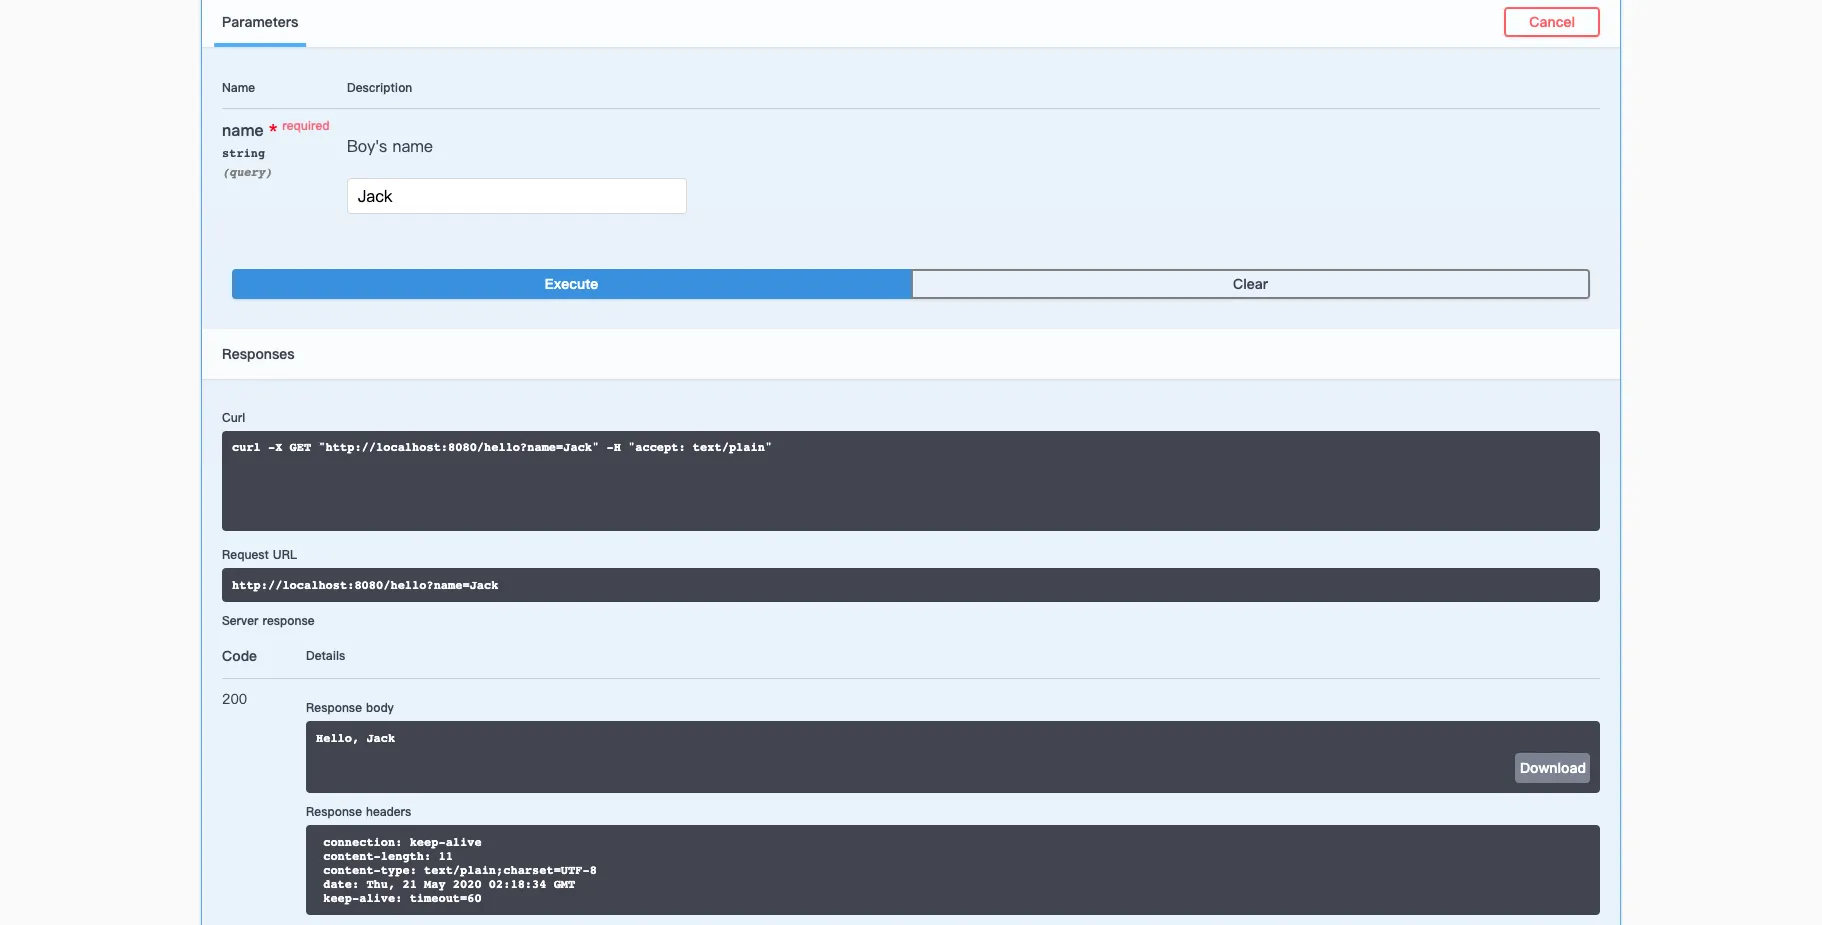 Parameters
Cancel
Name Description
name * required
string
(query)
Boy's name
Jack
Execute Clear
Responses
Curl
curl -X GET "http://localhost:8080/hello?name=Jack" -H "accept: text/plain"
Request URL
http://localhost:8080/hello?name=Jack
Server response
Code Details
200
Response body
Hello, Jack
Download
Response headers
connection: keep-alive
content-length: 11
content-type: text/plain;charset=UTF-8
date: Thu, 21 May 2020 02:18:34 GMT
keep-alive: timeout=60